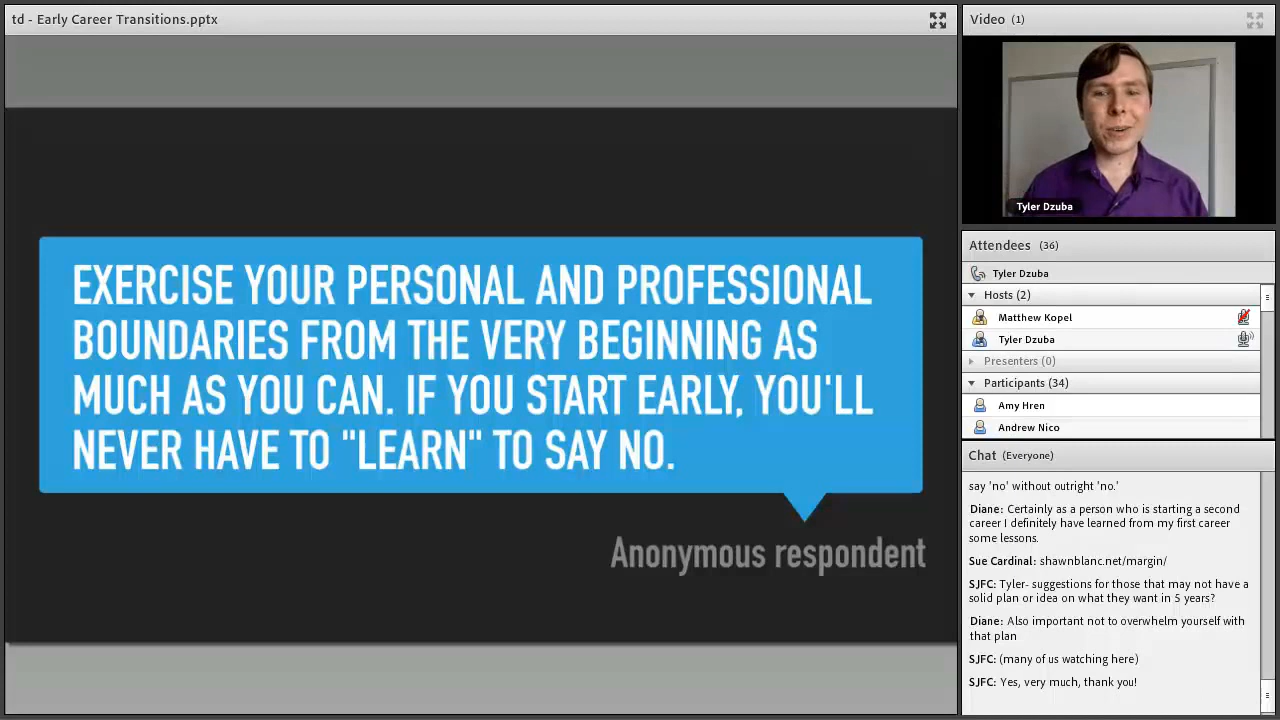 td - Early Career Transitions.pptx
EXERCISE YOUR PERSONAL AND PROFESSIONAL
BOUNDARIES FROM THE VERY BEGINNING AS
MUCH AS YOU CAN. IF YOU START EARLY, YOU'LL
NEVER HAVE TO "LEARN" TO SAY NO.
Anonymous respondent
Video (1)
Tyler Dzuba
Attendees (36)
Tyler Dzuba
Hosts (2)
Matthew Kopel
Tyler Dzuba
Presenters (0)
Participants (34)
Amy Hren
Andrew Nico
Chat (Everyone)
say 'no' without outright 'no.'
Diane: Certainly as a person who is starting a second
career I definitely have learned from my first career
some lessons.
Sue Cardinal: shawnblanc.net/margin/
SJFC: Tyler- suggestions for those that may not have a
solid plan or idea on what they want in 5 years?
Diane: Also important not to overwhelm yourself with
that plan
SJFC: (many of us watching here)
SJFC: Yes, very much, thank you!